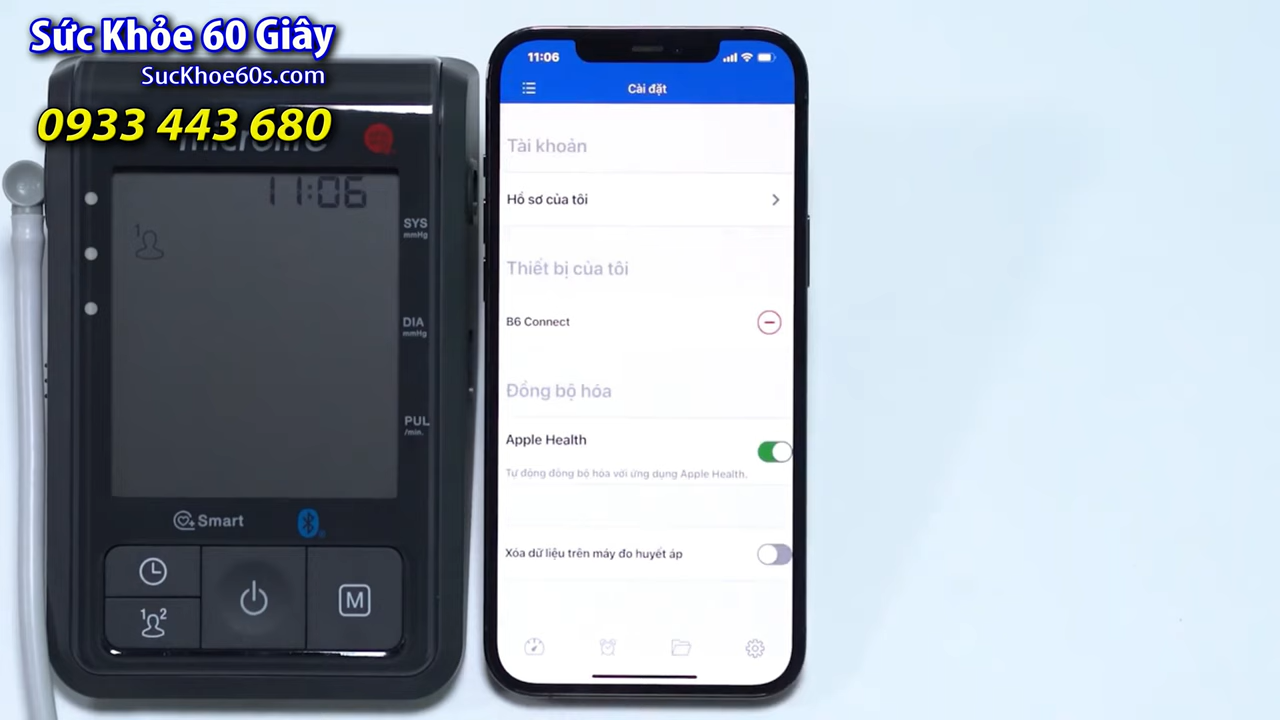 Sức Khỏe 60 Giây
SucKhoe60s.com
0933 443 680
microlife
11:06
1
SYS
mmHg
DIA
mmHg
PUL
/min.
Smart
1 2
M
11:06
Cài đặt
Tài khoản
Hồ sơ của tôi
Thiết bị của tôi
B6 Connect
Đồng bộ hóa
Apple Health
Tự động đồng bộ hóa với ứng dụng Apple Health.
Xóa dữ liệu trên máy đo huyết áp